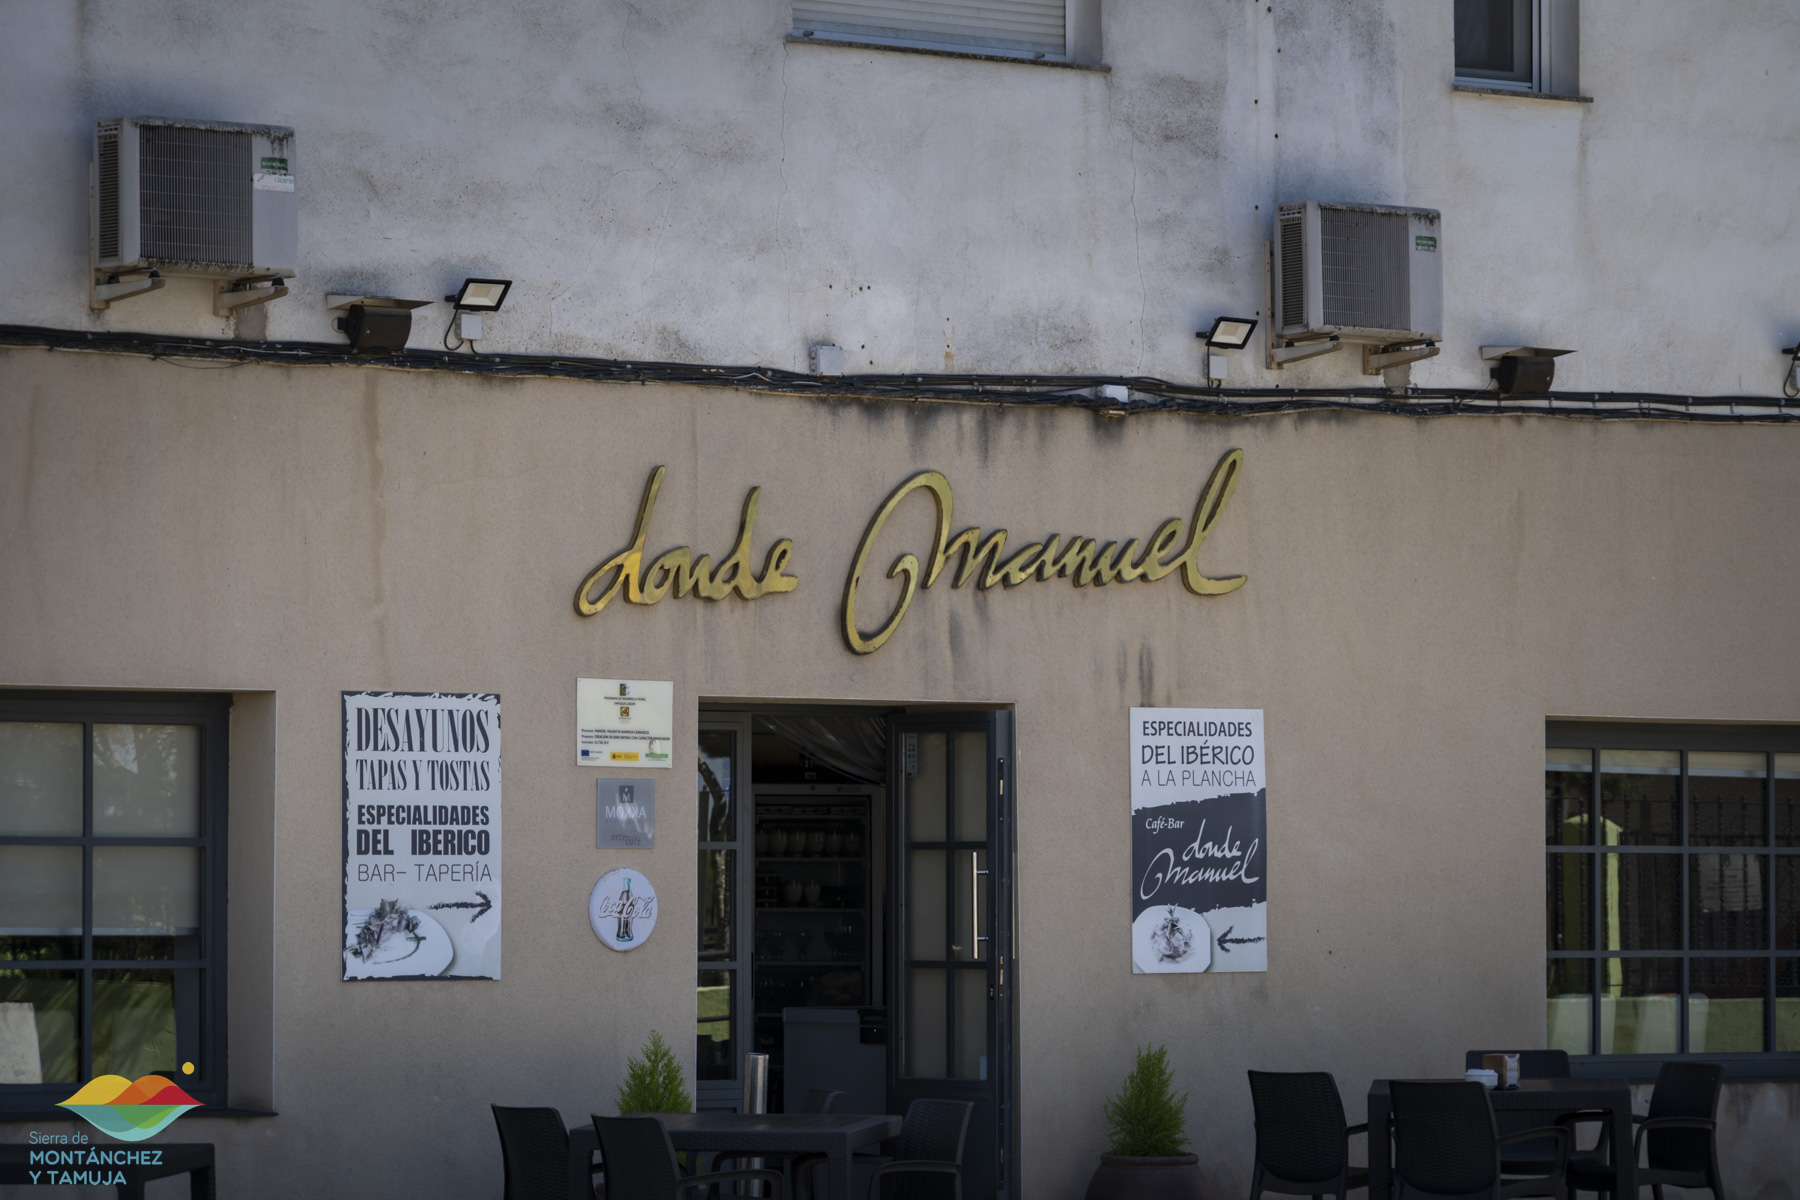 donde Manuel
DESAYUNOS
TAPAS Y TOSTAS
ESPECIALIDADES
DEL IBERICO
BAR- TAPERÍA
MOKKA
Coca-Cola
ESPECIALIDADES
DEL IBÉRICO
A LA PLANCHA
Café-Bar
donde
Manuel
Sierra de
MONTÁNCHEZ
Y TAMUJA